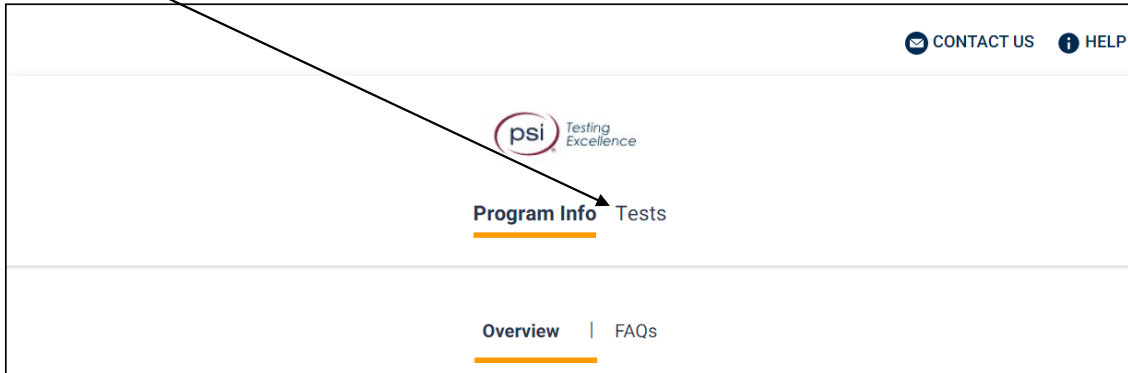 CONTACT US HELP
psi Testing
Excellence
Program Info Tests
Overview | FAQs